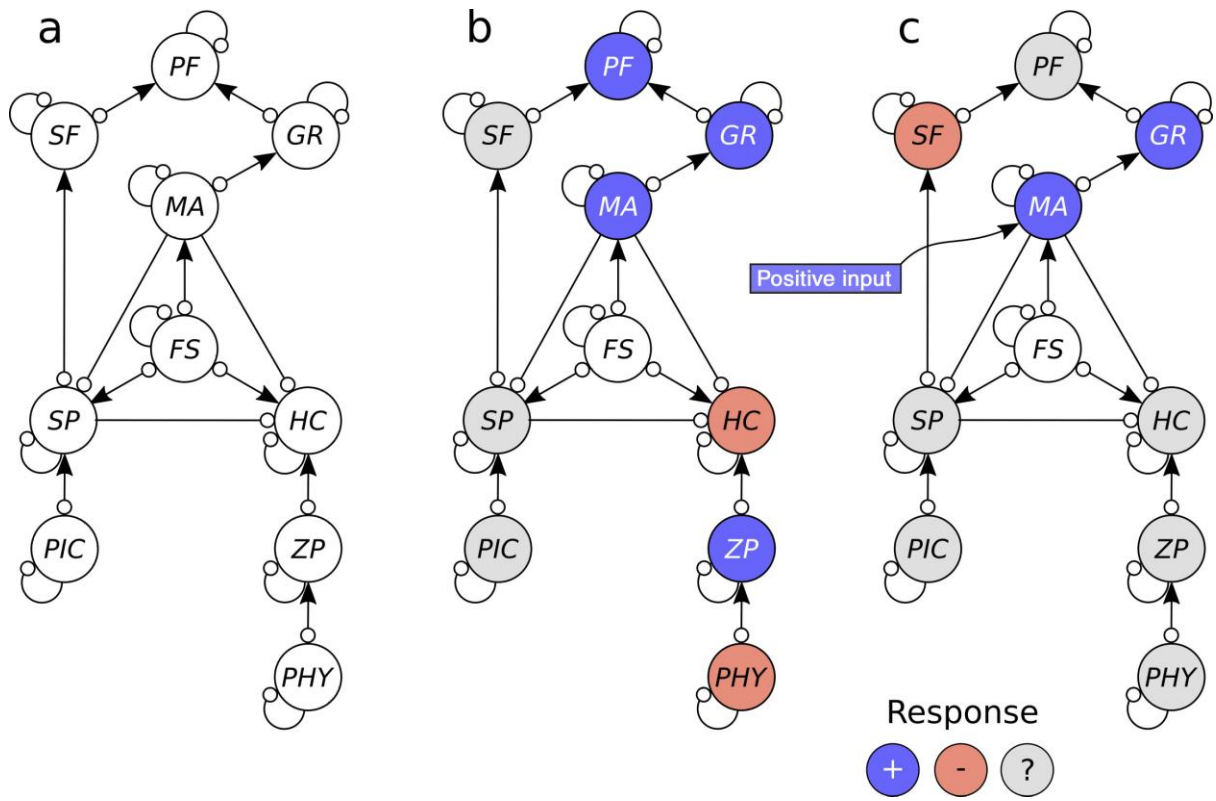 a
PF
SF
GR
MA
FS
SP
HC
PIC
ZP
PHY
b
PF
SF
GR
MA
FS
SP
HC
PIC
ZP
PHY
c
PF
SF
GR
MA
Positive input
FS
SP
HC
PIC
ZP
PHY
Response
+ - ?